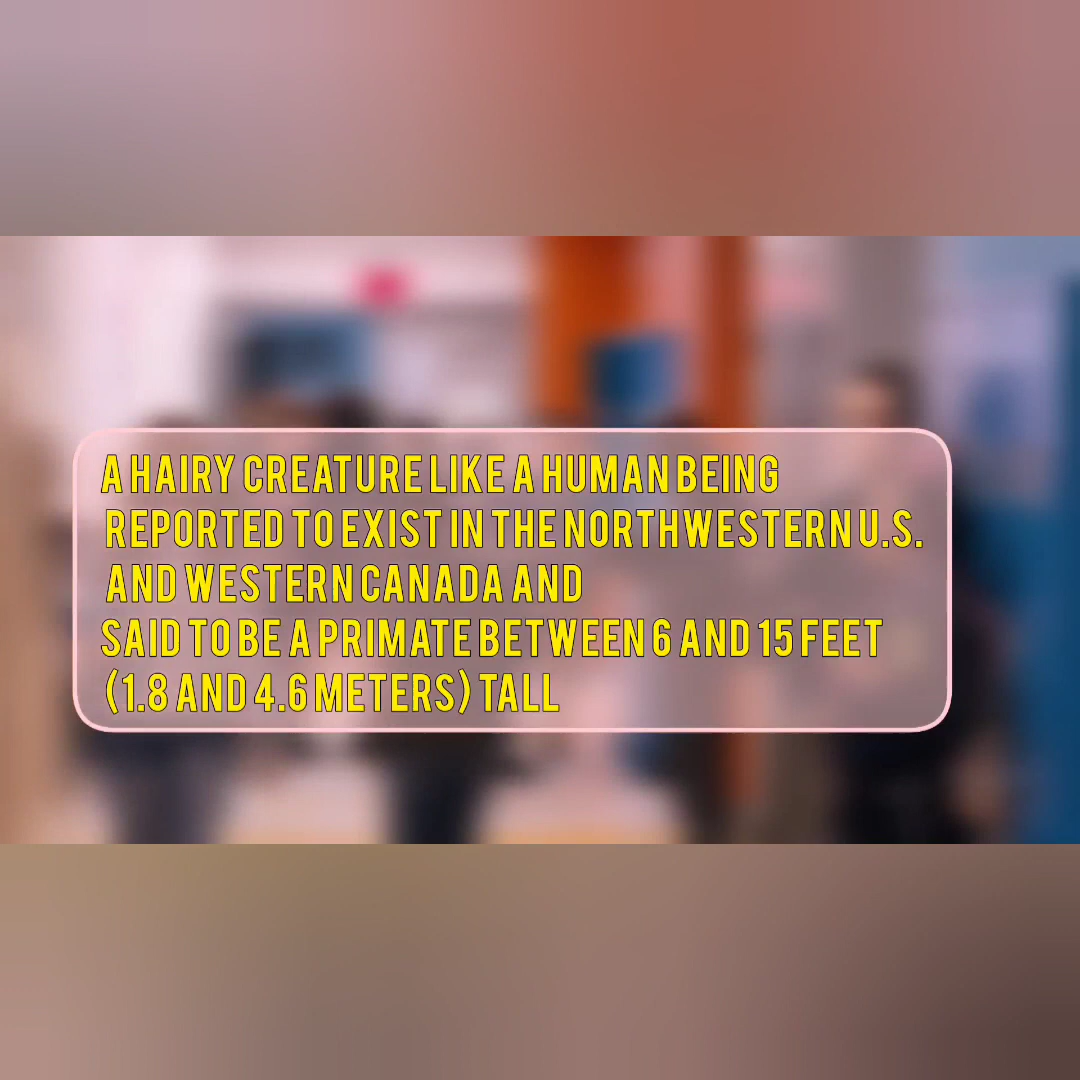 A HAIRY CREATURE LIKE A HUMAN BEING
REPORTED TO EXIST IN THE NORTHWESTERN U.S.
AND WESTERN CANADA AND
SAID TO BE A PRIMATE BETWEEN 6 AND 15 FEET
(1.8 AND 4.6 METERS) TALL